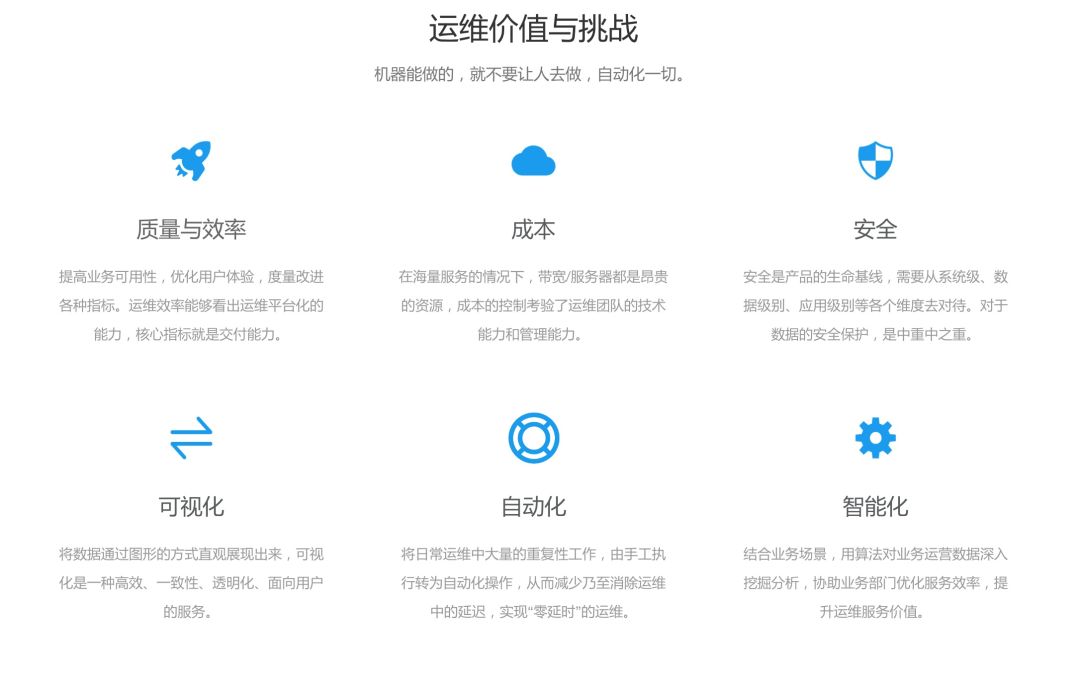 运维价值与挑战
机器能做的，就不要让人去做，自动化一切。
质量与效率
提高业务可用性，优化用户体验，度量改进
各种指标。运维效率能够看出运维平台化的
能力，核心指标就是交付能力。
成本
在海量服务的情况下，带宽/服务器都是昂贵
的资源，成本的控制考验了运维团队的技术
能力和管理能力。
安全
安全是产品的生命基线，需要从系统级、数
据级别、应用级别等各个维度去对待。对于
数据的安全保护，是中重中之重。
可视化
将数据通过图形的方式直观展现出来，可视
化是一种高效、一致性、透明化、面向用户
的服务。
自动化
将日常运维中大量的重复性工作，由手工执
行转为自动化操作，从而减少乃至消除运维
中的延迟，实现“零延时”的运维。
智能化
结合业务场景，用算法对业务运营数据深入
挖掘分析，协助业务部门优化服务效率，提
升运维服务价值。